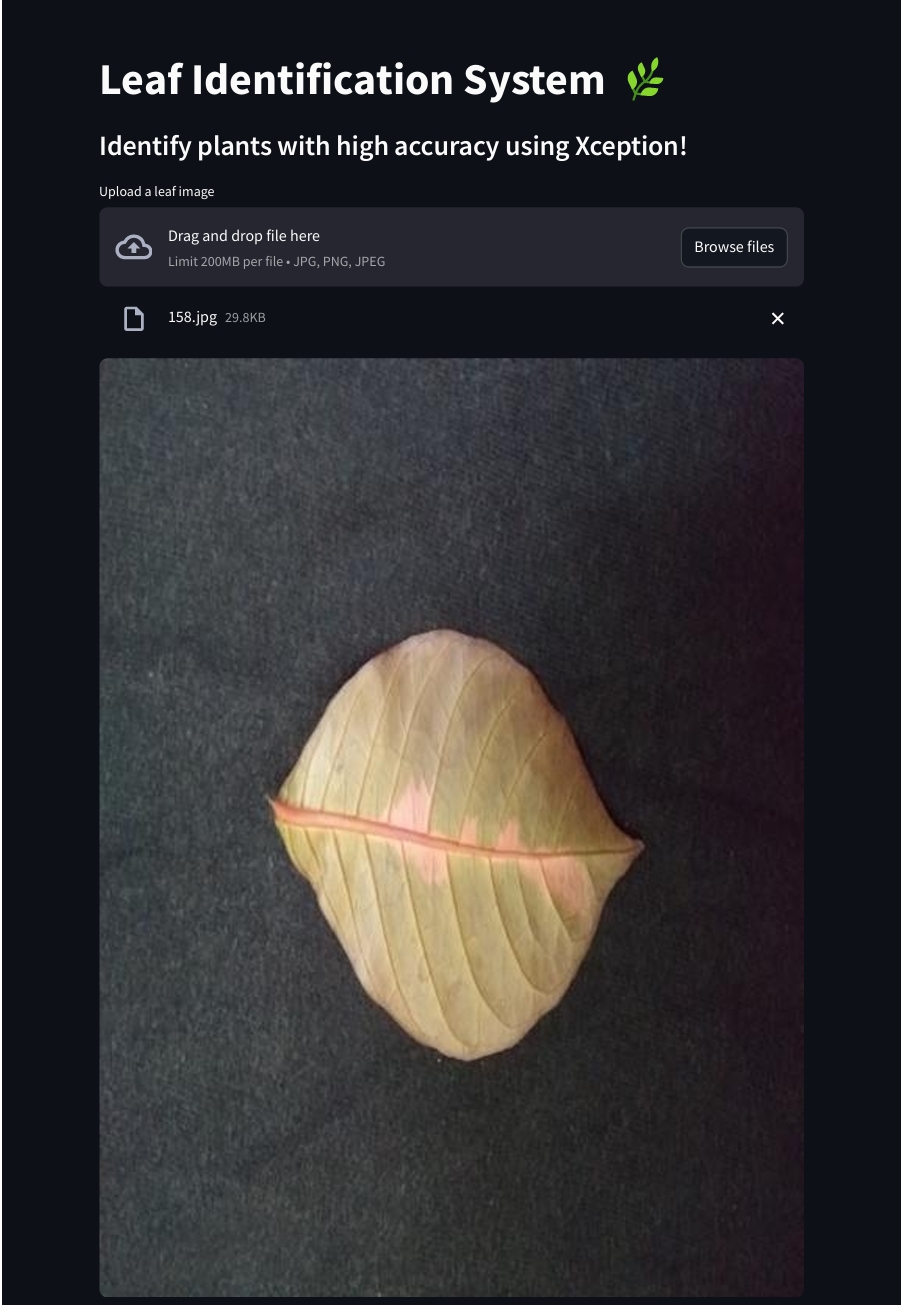 Leaf Identification System 🌿
Identify plants with high accuracy using Xception!
Upload a leaf image
Drag and drop file here
Limit 200MB per file • JPG, PNG, JPEG
Browse files
158.jpg 29.8KB